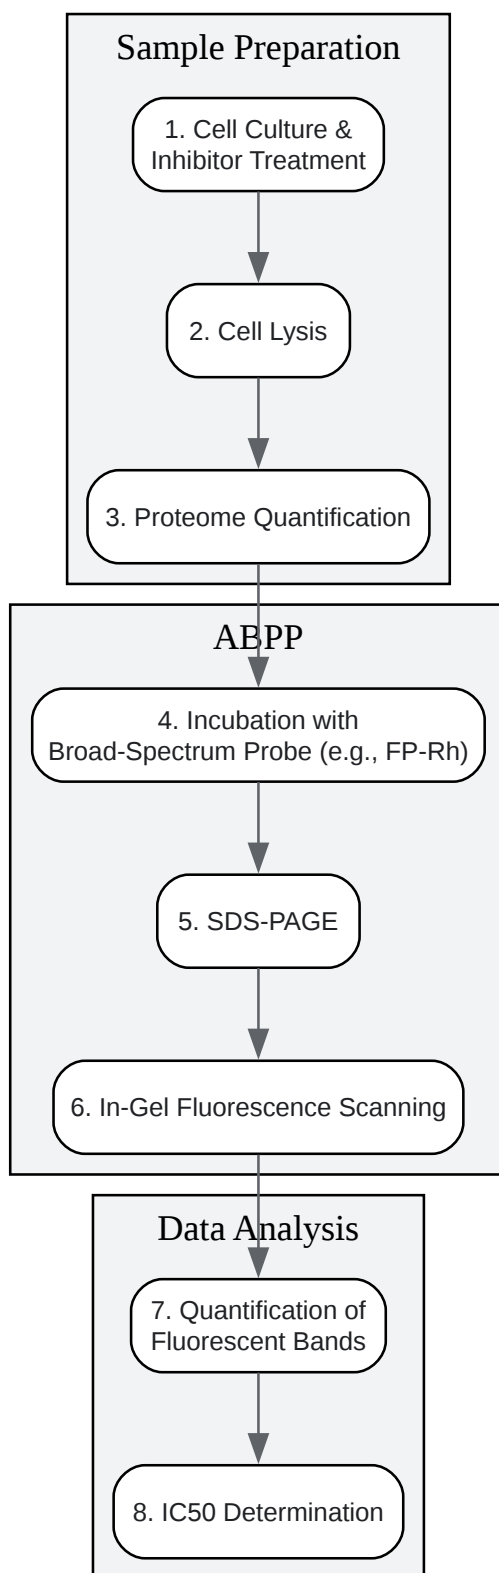 Sample Preparation
1. Cell Culture &
Inhibitor Treatment
2. Cell Lysis
3. Proteome Quantification
ABPP
4. Incubation with
Broad-Spectrum Probe (e.g., FP-Rh)
5. SDS-PAGE
6. In-Gel Fluorescence Scanning
Data Analysis
7. Quantification of
Fluorescent Bands
8. IC50 Determination